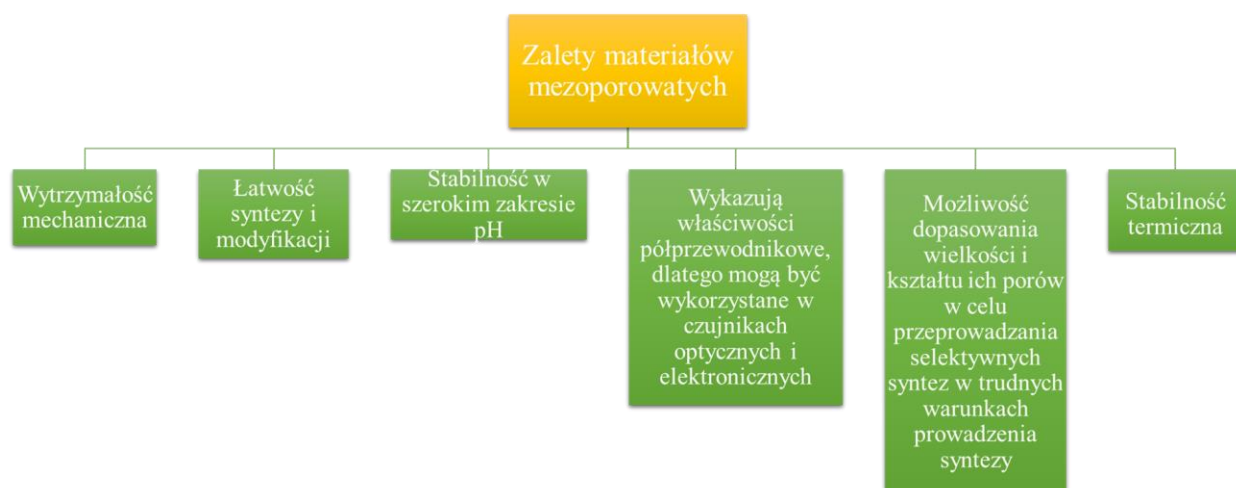 Zalety materiałów
mezoporowatych
Wytrzymałość
mechaniczna
Łatwość
syntezy i
modyfikacji
Stabilność w
szerokim zakresie
pH
Wykazują
właściwości
półprzewodnikowe,
dlatego mogą być
wykorzystane w
czujnikach
optycznych i
elektronicznych
Możliwość
dopasowania
wielkości i
kształtu ich porów
w celu
przeprowadzania
selektywnych
syntez w trudnych
warunkach
prowadzenia
syntezy
Stabilność
termiczna